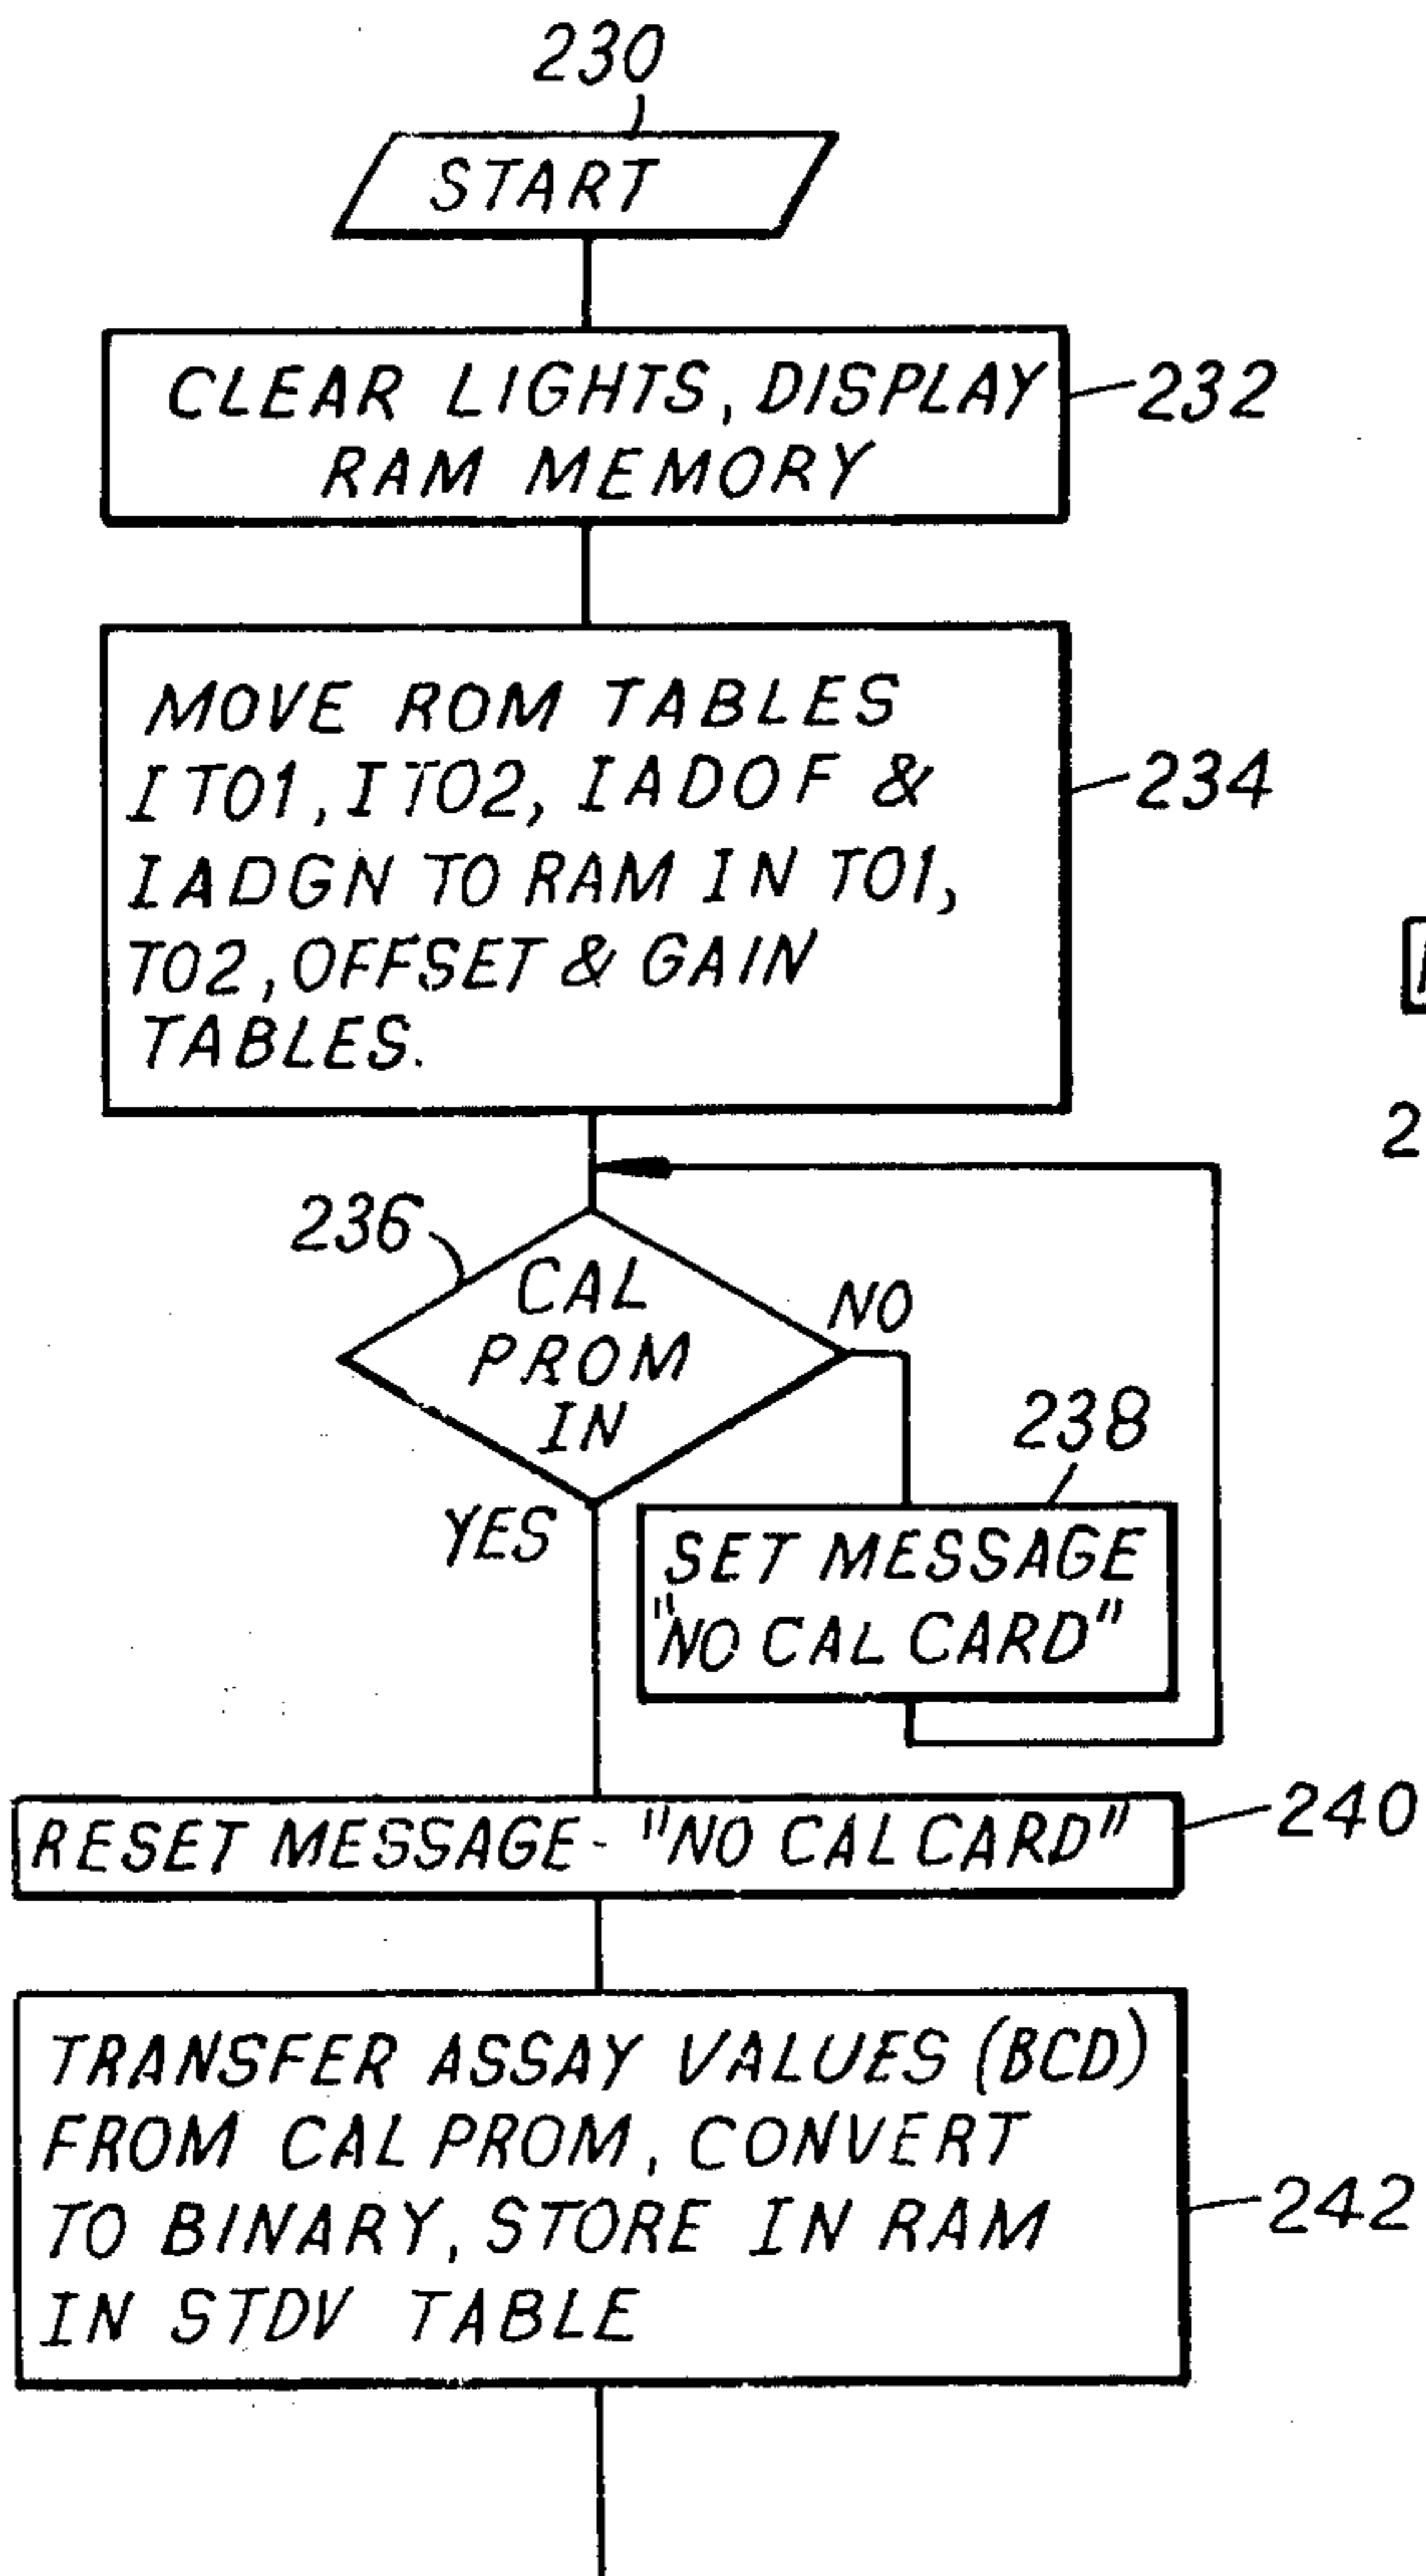 230
START
CLEAR LIGHTS, DISPLAY
RAM MEMORY
232
MOVE ROM TABLES
IT01, IT02, IADOF &
IADGN TO RAM IN T01,
T02, OFFSET & GAIN
TABLES.
234
236
CAL
PROM
IN
NO
YES
238
SET MESSAGE
"NO CAL CARD"
RESET MESSAGE- "NO CAL CARD"
240
TRANSFER ASSAY VALUES (BCD)
FROM CAL PROM, CONVERT
TO BINARY, STORE IN RAM
IN STDV TABLE
242
2